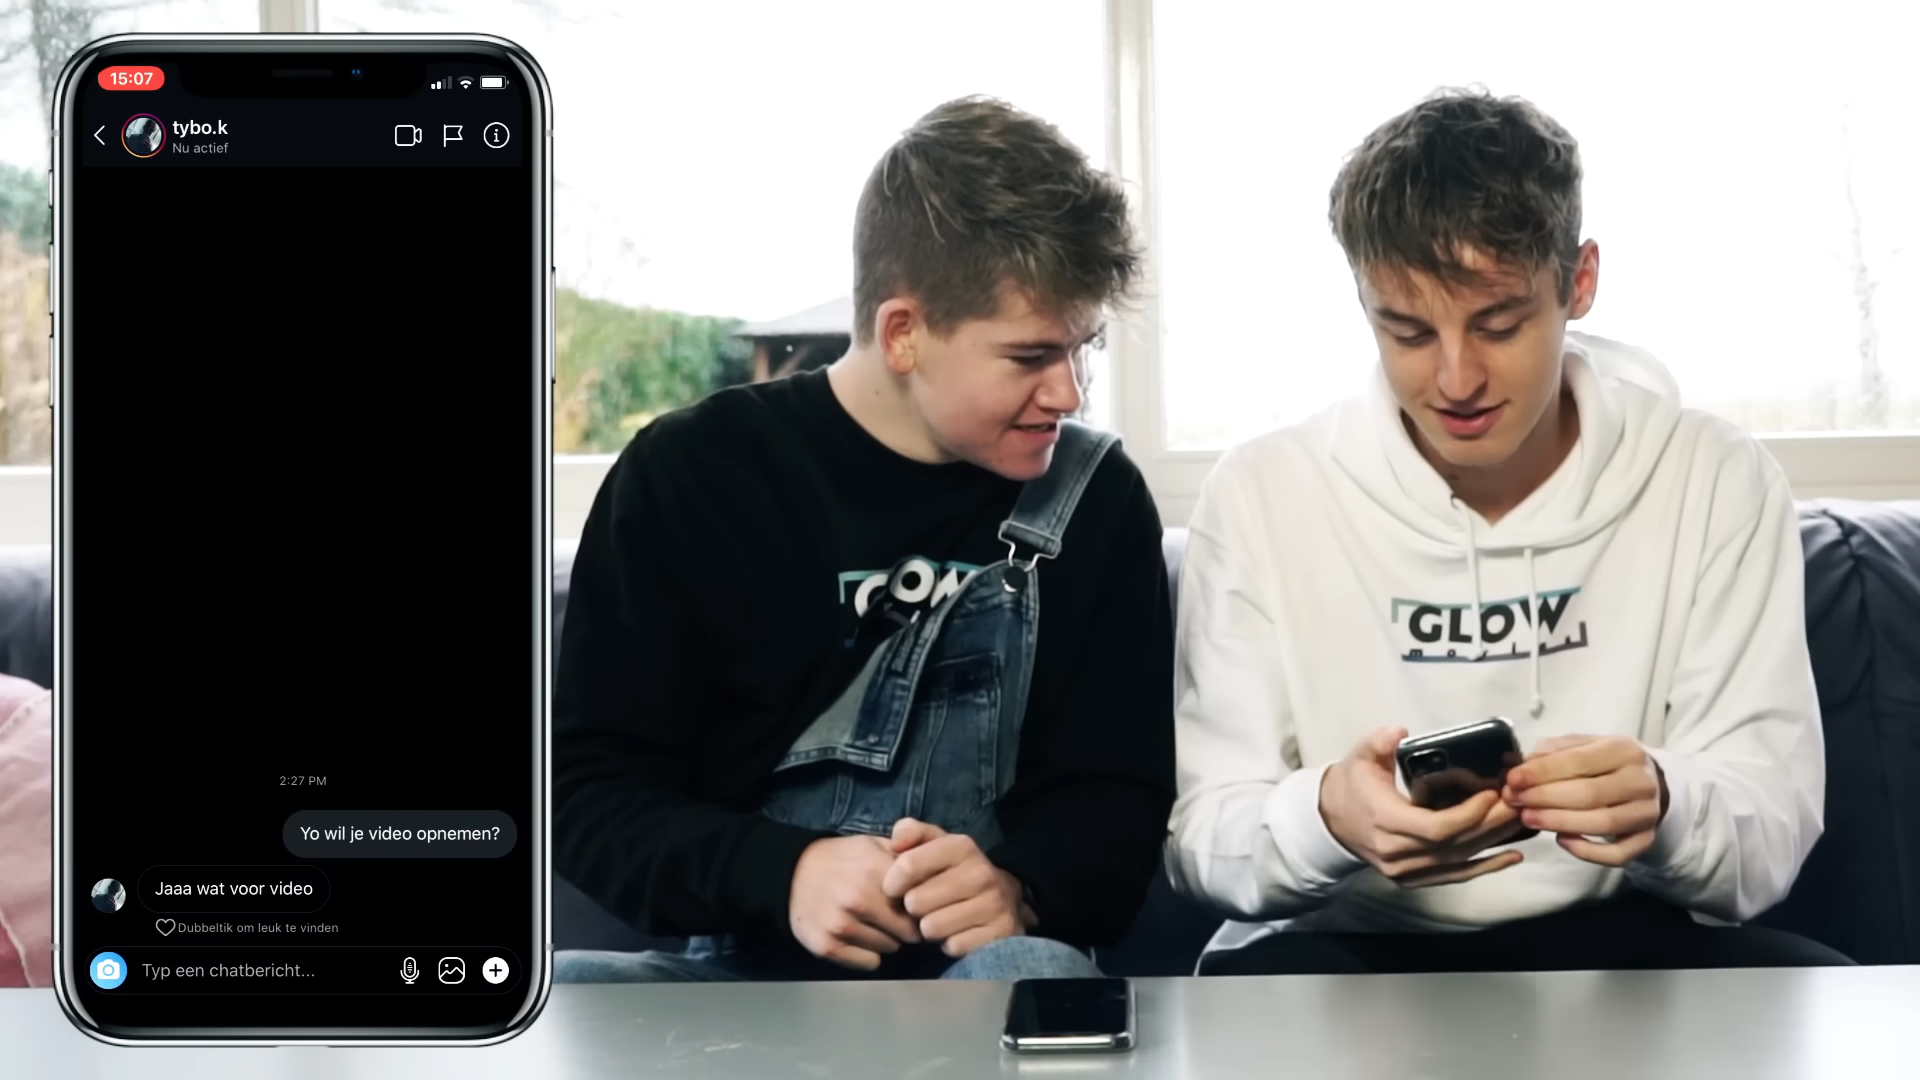 15:07
tybo.k
Nu actief
2:27 PM
Yo wil je video opnemen?
Jaaa wat voor video
Dubbeltik om leuk te vinden
Typ een chatbericht...
GLOW